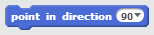 point in direction 90